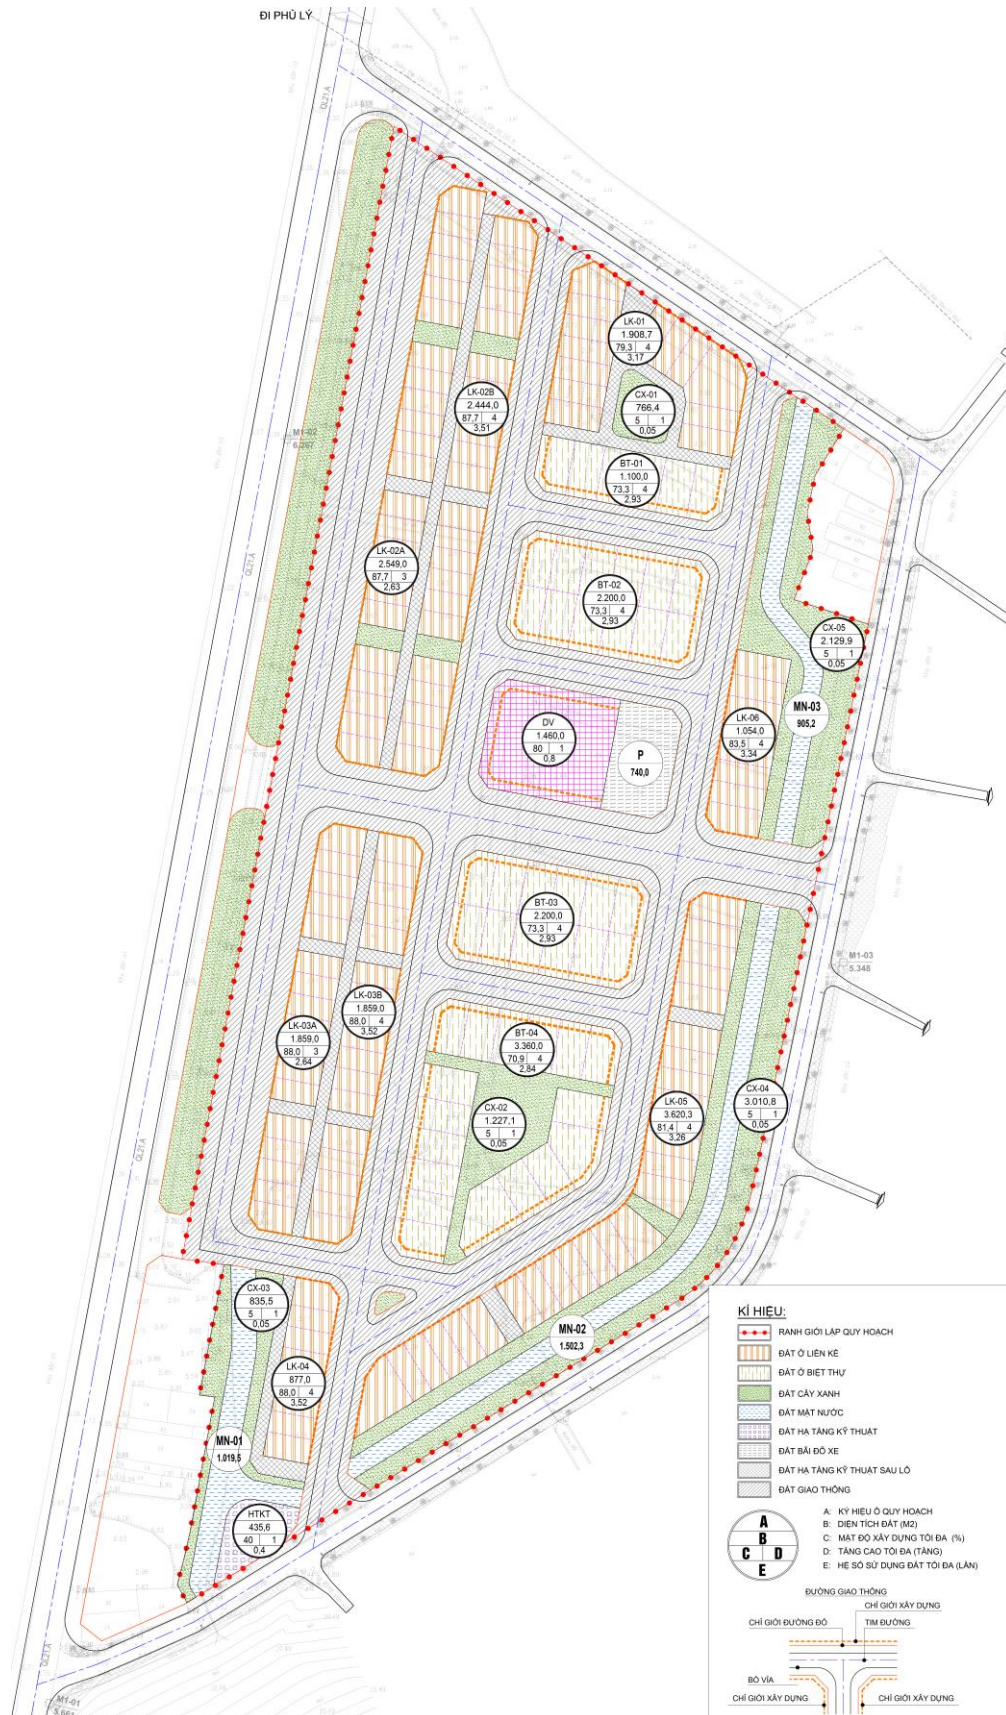 ĐI PHỦ LÝ
QL21.A
LK-01
1.908,7
79,3 4
3,17
LK-02B
2.444,0
87,7 4
3,51
CX-01
766,4
5 1
0,05
M1-02
BT-01
1.100,0
73,3 4
2,93
LK-02A
2.549,0
87,7 3
2,63
QL21.A
BT-02
2.200,0
73,3 4
2,93
CX-05
2.129,9
5 1
0,05
MN-03
905,2
LK-06
1.054,0
83,5 4
3,34
DV
1.460,0
80 1
0,8
P
740,0
QL21.A
BT-03
2.200,0
73,3 4
2,93
M1-03
5.348
LK-03B
1.859,0
88,0 4
3,52
LK-03A
1.859,0
88,0 3
2,64
BT-04
3.360,0
70,9 4
2,84
CX-04
3.010,8
5 1
0,05
LK-05
3.620,3
81,4 4
3,26
CX-02
1.227,1
5 1
0,05
QL21.A
CX-03
835,5
5 1
0,05
MN-02
1.502,3
LK-04
877,0
88,0 4
3,52
MN-01
1.019,5
HTKT
435,6
40 1
0,4
QL21.A
M1-01
KÍ HIỆU:
RANH GIỚI LẬP QUY HOẠCH
ĐẤT Ở LIỀN KỀ
ĐẤT Ở BIỆT THỰ
ĐẤT CÂY XANH
ĐẤT MẶT NƯỚC
ĐẤT HẠ TẦNG KỸ THUẬT
ĐẤT BÃI ĐỖ XE
ĐẤT HẠ TẦNG KỸ THUẬT SAU LÔ
ĐẤT GIAO THÔNG
A
B
C D
E
A: KÝ HIỆU Ô QUY HOẠCH
B: DIỆN TÍCH ĐẤT (M2)
C: MẬT ĐỘ XÂY DỰNG TỐI ĐA (%)
D: TẦNG CAO TỐI ĐA (TẦNG)
E: HỆ SỐ SỬ DỤNG ĐẤT TỐI ĐA (LẦN)
ĐƯỜNG GIAO THÔNG
CHỈ GIỚI XÂY DỰNG
CHỈ GIỚI ĐƯỜNG ĐỎ
TIM ĐƯỜNG
BÓ VỈA
CHỈ GIỚI XÂY DỰNG
CHỈ GIỚI XÂY DỰNG